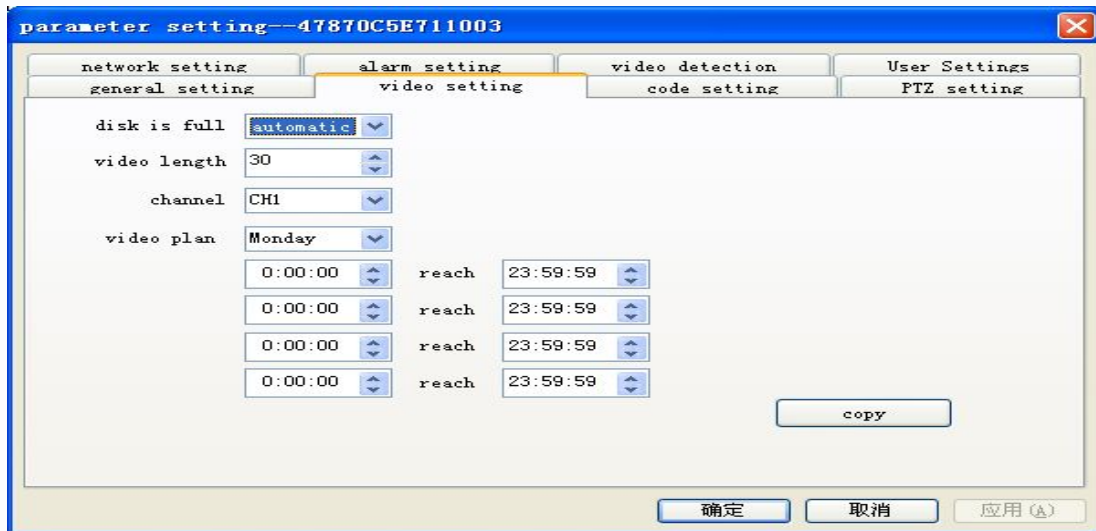 parameter setting--47870C5E711003
network setting alarm setting video detection User Settings
general setting video setting code setting PTZ setting
disk is full automatic
video length 30
channel CH1
video plan Monday
0:00:00 reach 23:59:59
0:00:00 reach 23:59:59
0:00:00 reach 23:59:59
0:00:00 reach 23:59:59
copy
确定 取消 应用(A)